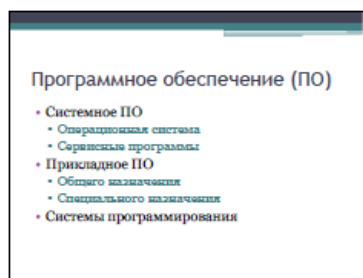 Программное обеспечение (ПО)
• Системное ПО
• Операционная система
• Сервисные программы
• Прикладное ПО
• Общего назначения
• Специального назначения
• Системы программирования